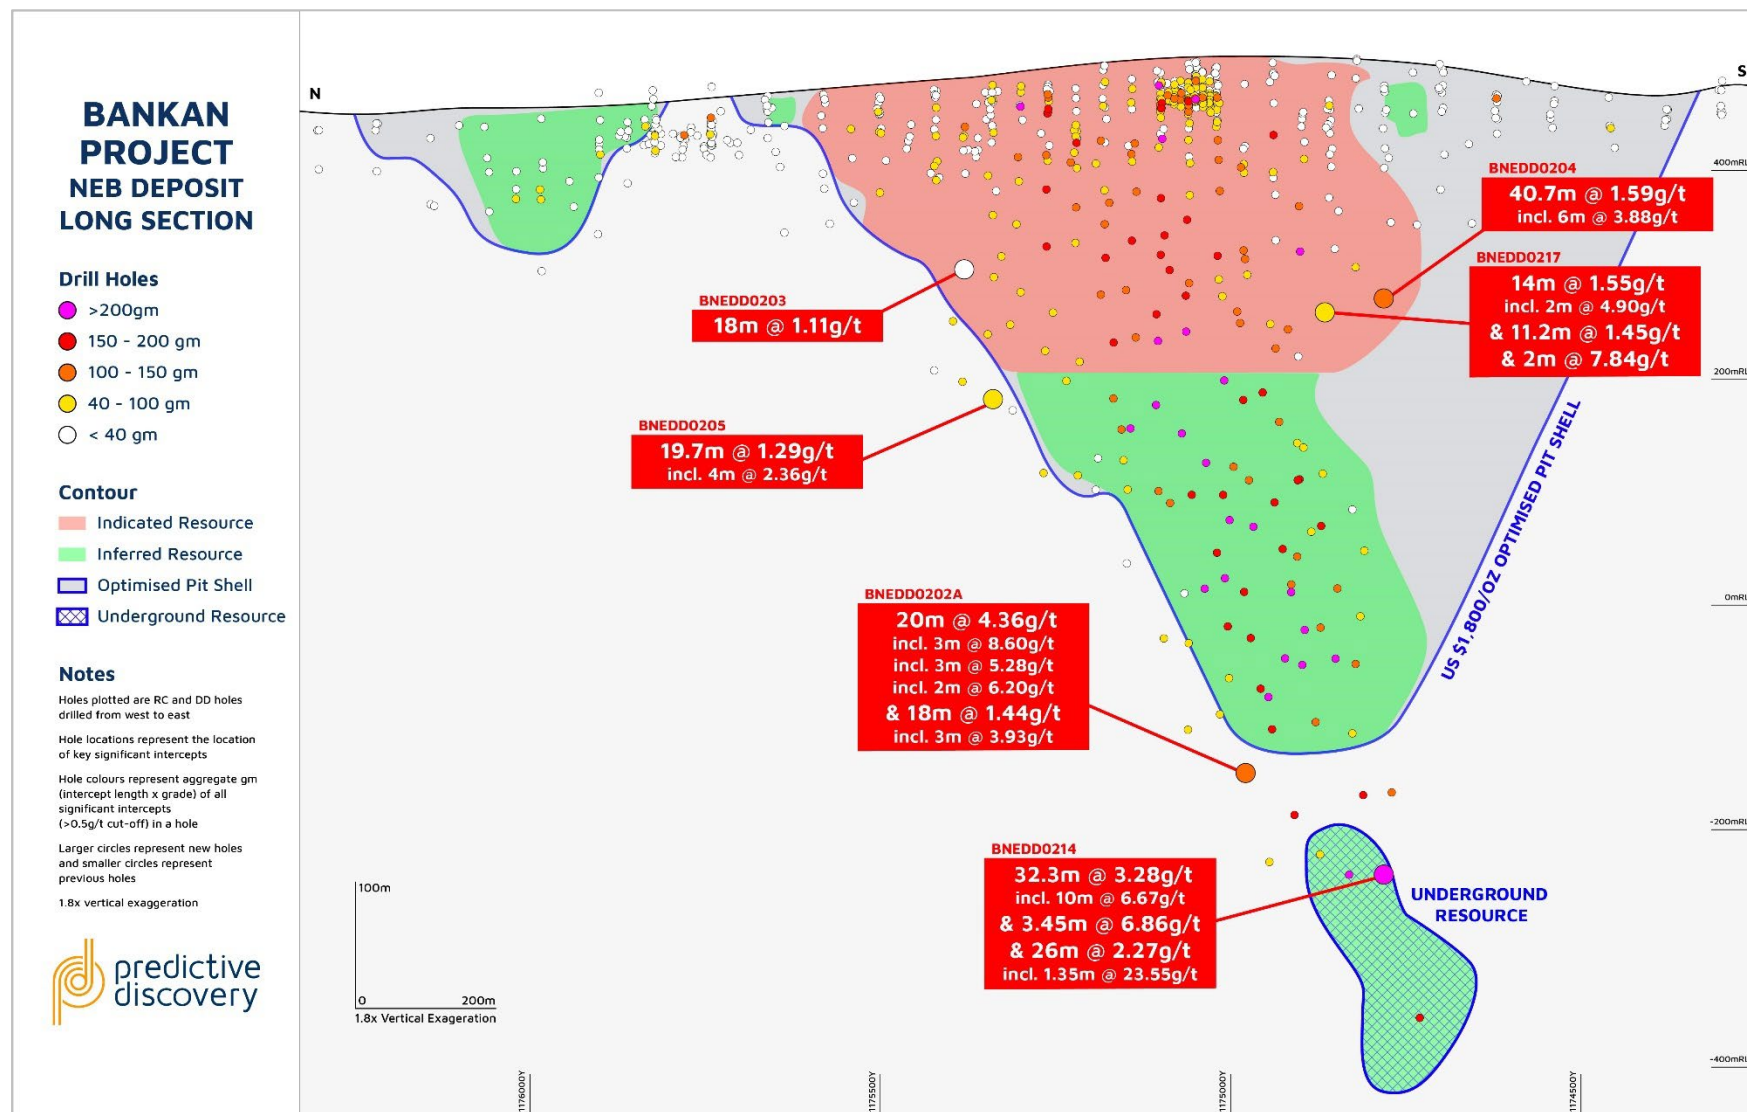 BANKAN
PROJECT
NEB DEPOSIT
LONG SECTION
Drill Holes
>200gm
150 - 200 gm
100 - 150 gm
40 - 100 gm
< 40 gm
Contour
Indicated Resource
Inferred Resource
Optimised Pit Shell
Underground Resource
Notes
Holes plotted are RC and DD holes
drilled from west to east
Hole locations represent the location
of key significant intercepts
Hole colours represent aggregate gm
(intercept length x grade) of all
significant intercepts
(>0.5g/t cut-off) in a hole
Larger circles represent new holes
and smaller circles represent
previous holes
1.8x vertical exaggeration
predictive
discovery
N
S
400mRL
200mRL
0mRL
-200mRL
-400mRL
BNEDD0204
40.7m @ 1.59g/t
incl. 6m @ 3.88g/t
BNEDD0217
14m @ 1.55g/t
incl. 2m @ 4.90g/t
& 11.2m @ 1.45g/t
& 2m @ 7.84g/t
BNEDD0203
18m @ 1.11g/t
BNEDD0205
19.7m @ 1.29g/t
incl. 4m @ 2.36g/t
US $1,800/OZ OPTIMISED PIT SHELL
BNEDD0202A
20m @ 4.36g/t
incl. 3m @ 8.60g/t
incl. 3m @ 5.28g/t
incl. 2m @ 6.20g/t
& 18m @ 1.44g/t
incl. 3m @ 3.93g/t
BNEDD0214
32.3m @ 3.28g/t
incl. 10m @ 6.67g/t
& 3.45m @ 6.86g/t
& 26m @ 2.27g/t
incl. 1.35m @ 23.55g/t
UNDERGROUND
RESOURCE
100m
0 200m
1.8x Vertical Exageration
1176000Y
1175500Y
1175000Y
1174500Y